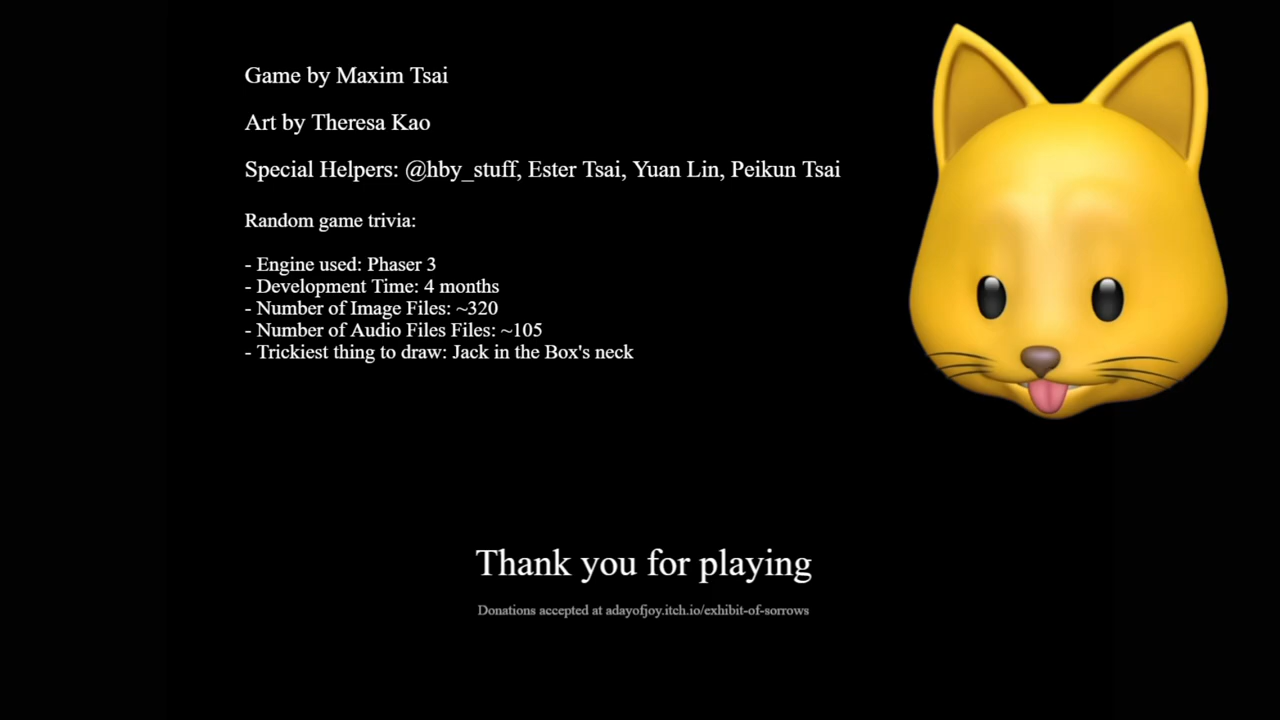 Game by Maxim Tsai
Art by Theresa Kao
Special Helpers: @hby_stuff, Ester Tsai, Yuan Lin, Peikun Tsai
Random game trivia:
- Engine used: Phaser 3
- Development Time: 4 months
- Number of Image Files: ~320
- Number of Audio Files Files: ~105
- Trickiest thing to draw: Jack in the Box's neck
Thank you for playing
Donations accepted at adayofjoy.itch.io/exhibit-of-sorrows